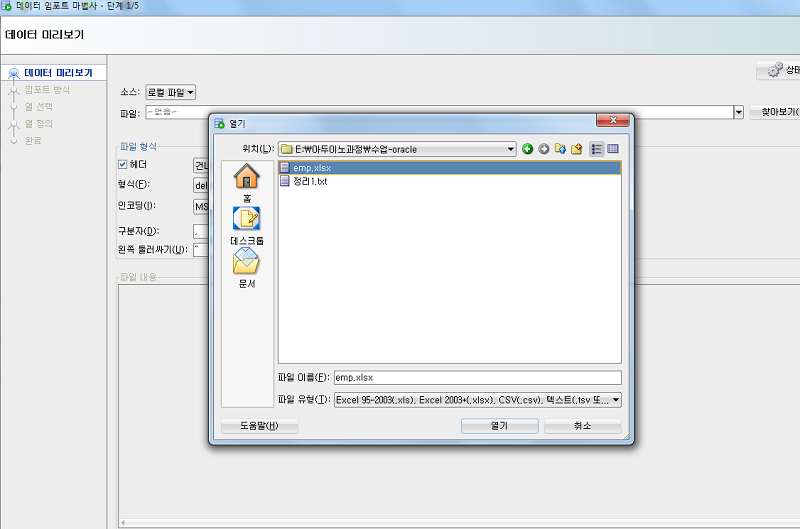 데이터 임포트 마법사 - 단계 1/5
데이터 미리보기
데이터 미리보기
임포트 방식
열 선택
열 정의
완료
소스: 로컬 파일
파일: -없음-
찾아보기(
파일 형식
헤더
형식(F): del
인코딩(I): MS
구분자(D): ,
왼쪽 둘러싸기(U): "
파일 내용
열기
위치(L): E:\아두이노과정\수업-oracle
emp.xlsx
정리1.txt
홈
데스크톱
문서
파일 이름(F): emp.xlsx
파일 유형(T): Excel 95-2003(.xls), Excel 2003+(.xlsx), CSV(.csv), 텍스트(.tsv 또...
도움말(H) 열기 취소